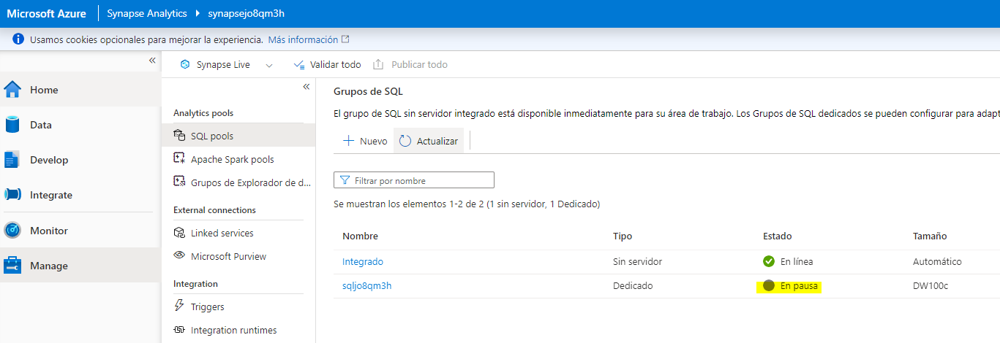 Microsoft Azure Synapse Analytics synapsejo8qm3h
Usamos cookies opcionales para mejorar la experiencia. Más información
Home
Data
Develop
Integrate
Monitor
Manage
Synapse Live Validar todo Publicar todo
Analytics pools
SQL pools
Apache Spark pools
Grupos de Explorador de d...
External connections
Linked services
Microsoft Purview
Integration
Triggers
Integration runtimes
Grupos de SQL
El grupo de SQL sin servidor integrado está disponible inmediatamente para su área de trabajo. Los Grupos de SQL dedicados se pueden configurar para adapt
Nuevo Actualizar
Filtrar por nombre
Se muestran los elementos 1-2 de 2 (1 sin servidor, 1 Dedicado)
Nombre Tipo Estado Tamaño
Integrado Sin servidor En línea Automático
sqljo8qm3h Dedicado En pausa DW100c